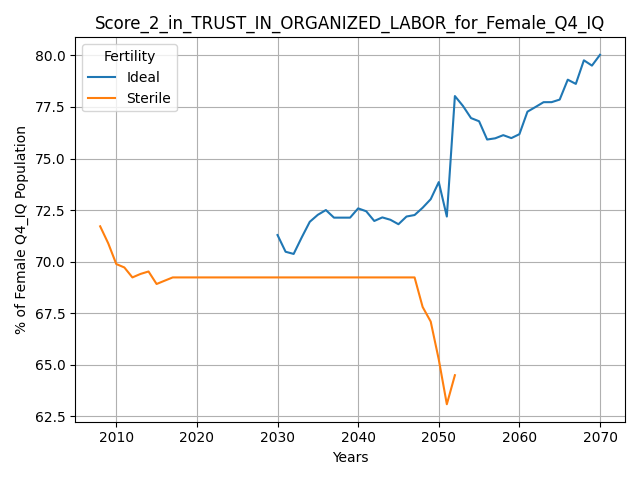 Score_2_in_TRUST_IN_ORGANIZED_LABOR_for_Female_Q4_IQ
Fertility
Ideal
Sterile
80.0
77.5
75.0
72.5
70.0
67.5
65.0
62.5
% of Female Q4_IQ Population
2010 2020 2030 2040 2050 2060 2070
Years